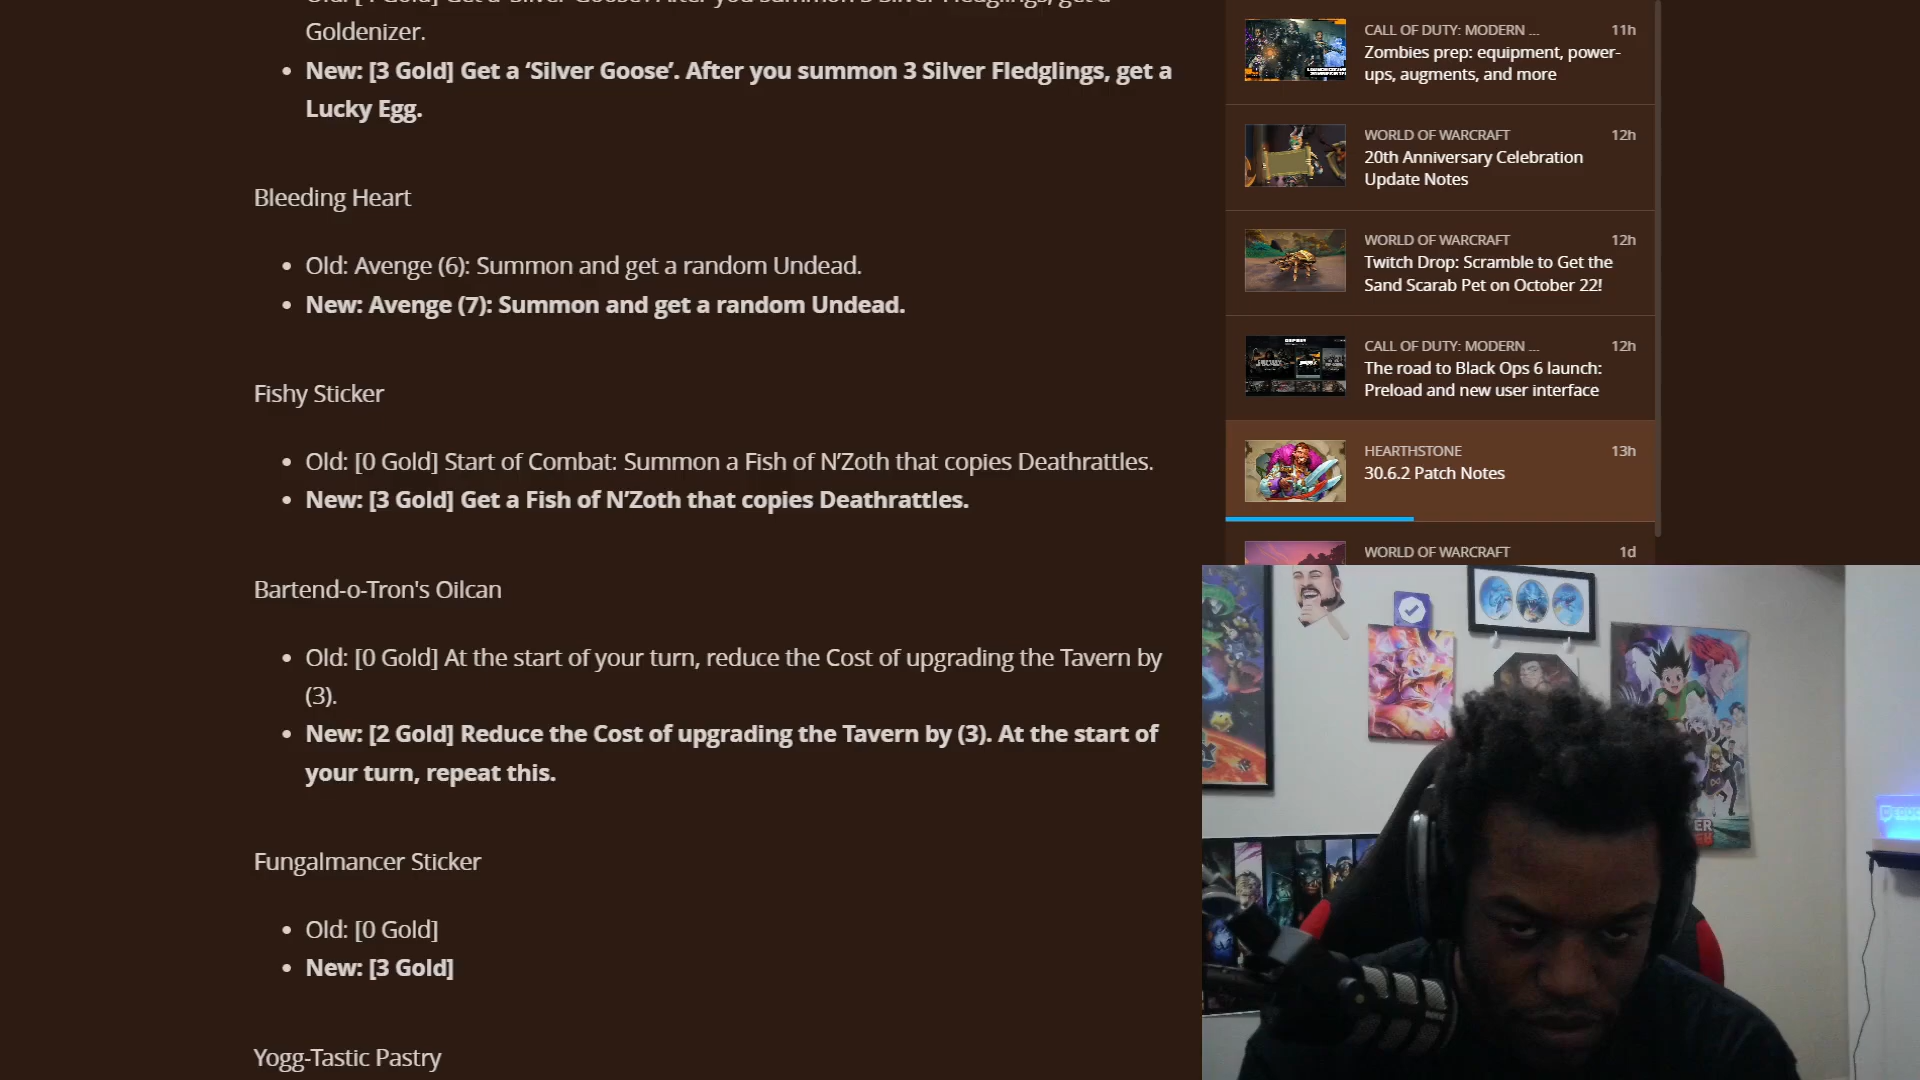 Goldenizer.
New: [3 Gold] Get a ‘Silver Goose’. After you summon 3 Silver Fledglings, get a
Lucky Egg.
Bleeding Heart
Old: Avenge (6): Summon and get a random Undead.
New: Avenge (7): Summon and get a random Undead.
Fishy Sticker
Old: [0 Gold] Start of Combat: Summon a Fish of N’Zoth that copies Deathrattles.
New: [3 Gold] Get a Fish of N’Zoth that copies Deathrattles.
Bartend-o-Tron's Oilcan
Old: [0 Gold] At the start of your turn, reduce the Cost of upgrading the Tavern by
(3).
New: [2 Gold] Reduce the Cost of upgrading the Tavern by (3). At the start of
your turn, repeat this.
Fungalmancer Sticker
Old: [0 Gold]
New: [3 Gold]
Yogg-Tastic Pastry
CALL OF DUTY: MODERN ... 11h
Zombies prep: equipment, power-
ups, augments, and more
WORLD OF WARCRAFT 12h
20th Anniversary Celebration
Update Notes
WORLD OF WARCRAFT 12h
Twitch Drop: Scramble to Get the
Sand Scarab Pet on October 22!
CALL OF DUTY: MODERN ... 12h
The road to Black Ops 6 launch:
Preload and new user interface
HEARTHSTONE 13h
30.6.2 Patch Notes
WORLD OF WARCRAFT 1d